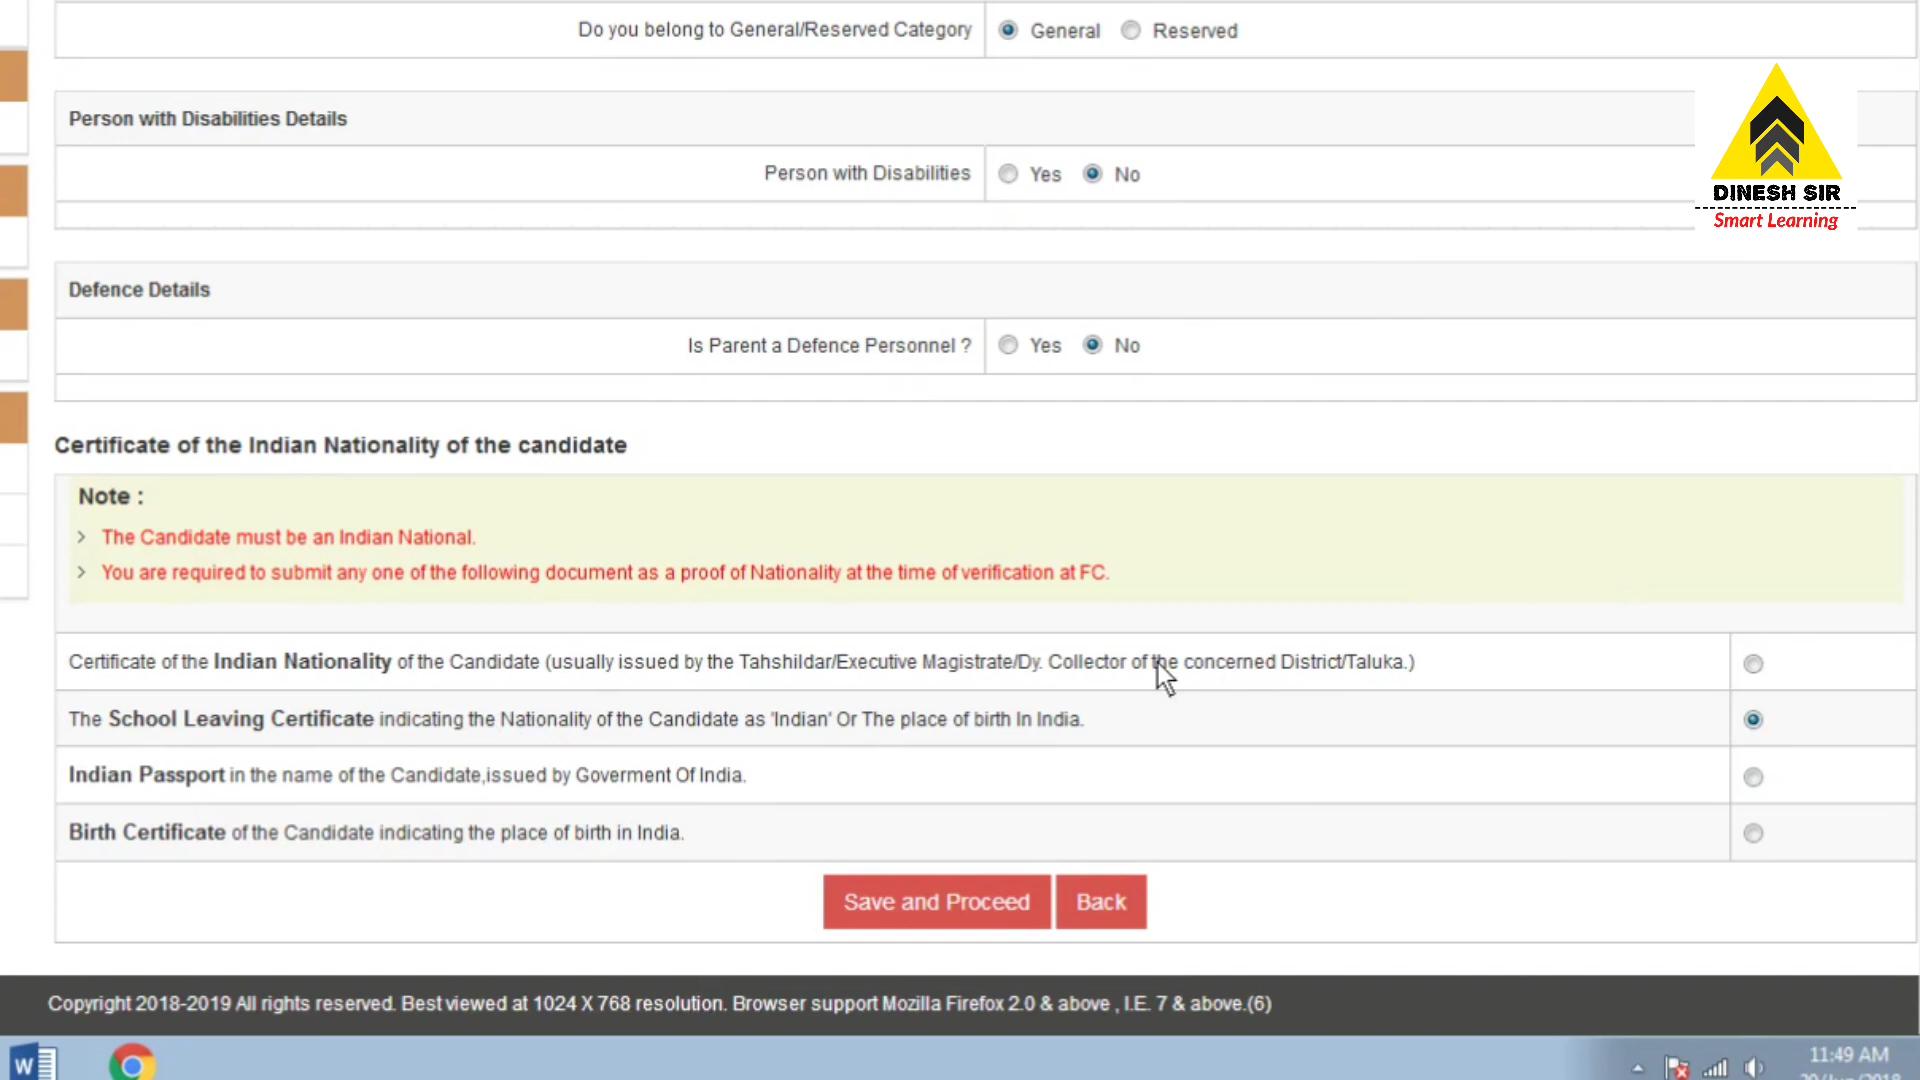 Do you belong to General/Reserved Category General Reserved
Person with Disabilities Details
Person with Disabilities Yes No
DINESH SIR
Smart Learning
Defence Details
Is Parent a Defence Personnel ? Yes No
Certificate of the Indian Nationality of the candidate
Note :
The Candidate must be an Indian National.
You are required to submit any one of the following document as a proof of Nationality at the time of verification at FC.
Certificate of the Indian Nationality of the Candidate (usually issued by the Tahshildar/Executive Magistrate/Dy. Collector of the concerned District/Taluka.)
The School Leaving Certificate indicating the Nationality of the Candidate as 'Indian' Or The place of birth In India.
Indian Passport in the name of the Candidate,issued by Goverment Of India.
Birth Certificate of the Candidate indicating the place of birth in India.
Save and Proceed Back
Copyright 2018-2019 All rights reserved. Best viewed at 1024 X 768 resolution. Browser support Mozilla Firefox 2.0 & above , I.E. 7 & above.(6)
W
11:49 AM